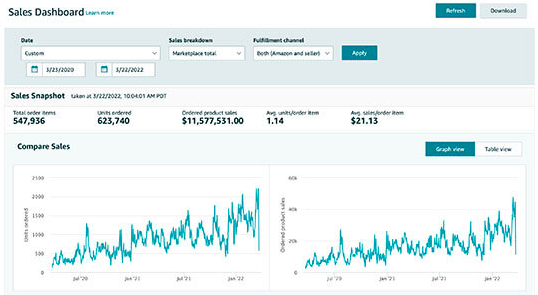 Sales Dashboard Learn more
Refresh
Download
Date
Sales breakdown
Fulfillment channel
Custom
Marketplace total
Both (Amazon and seller)
Apply
3/23/2020
3/22/2022
Sales Snapshot taken at 3/22/2022, 10:04:01 AM PDT
Total order items
Units ordered
Ordered product sales
Avg. units/order item
Avg. sales/order item
547,936
623,740
$11,577,531.00
1.14
$21.13
Compare Sales
Graph view
Table view
2500
2000
1500
1000
500
0
Units ordered
Jul '20
Jan '21
Jul '21
Jan '22
60k
40k
20k
0
Ordered product sales
Jul '20
Jan '21
Jul '21
Jan '22